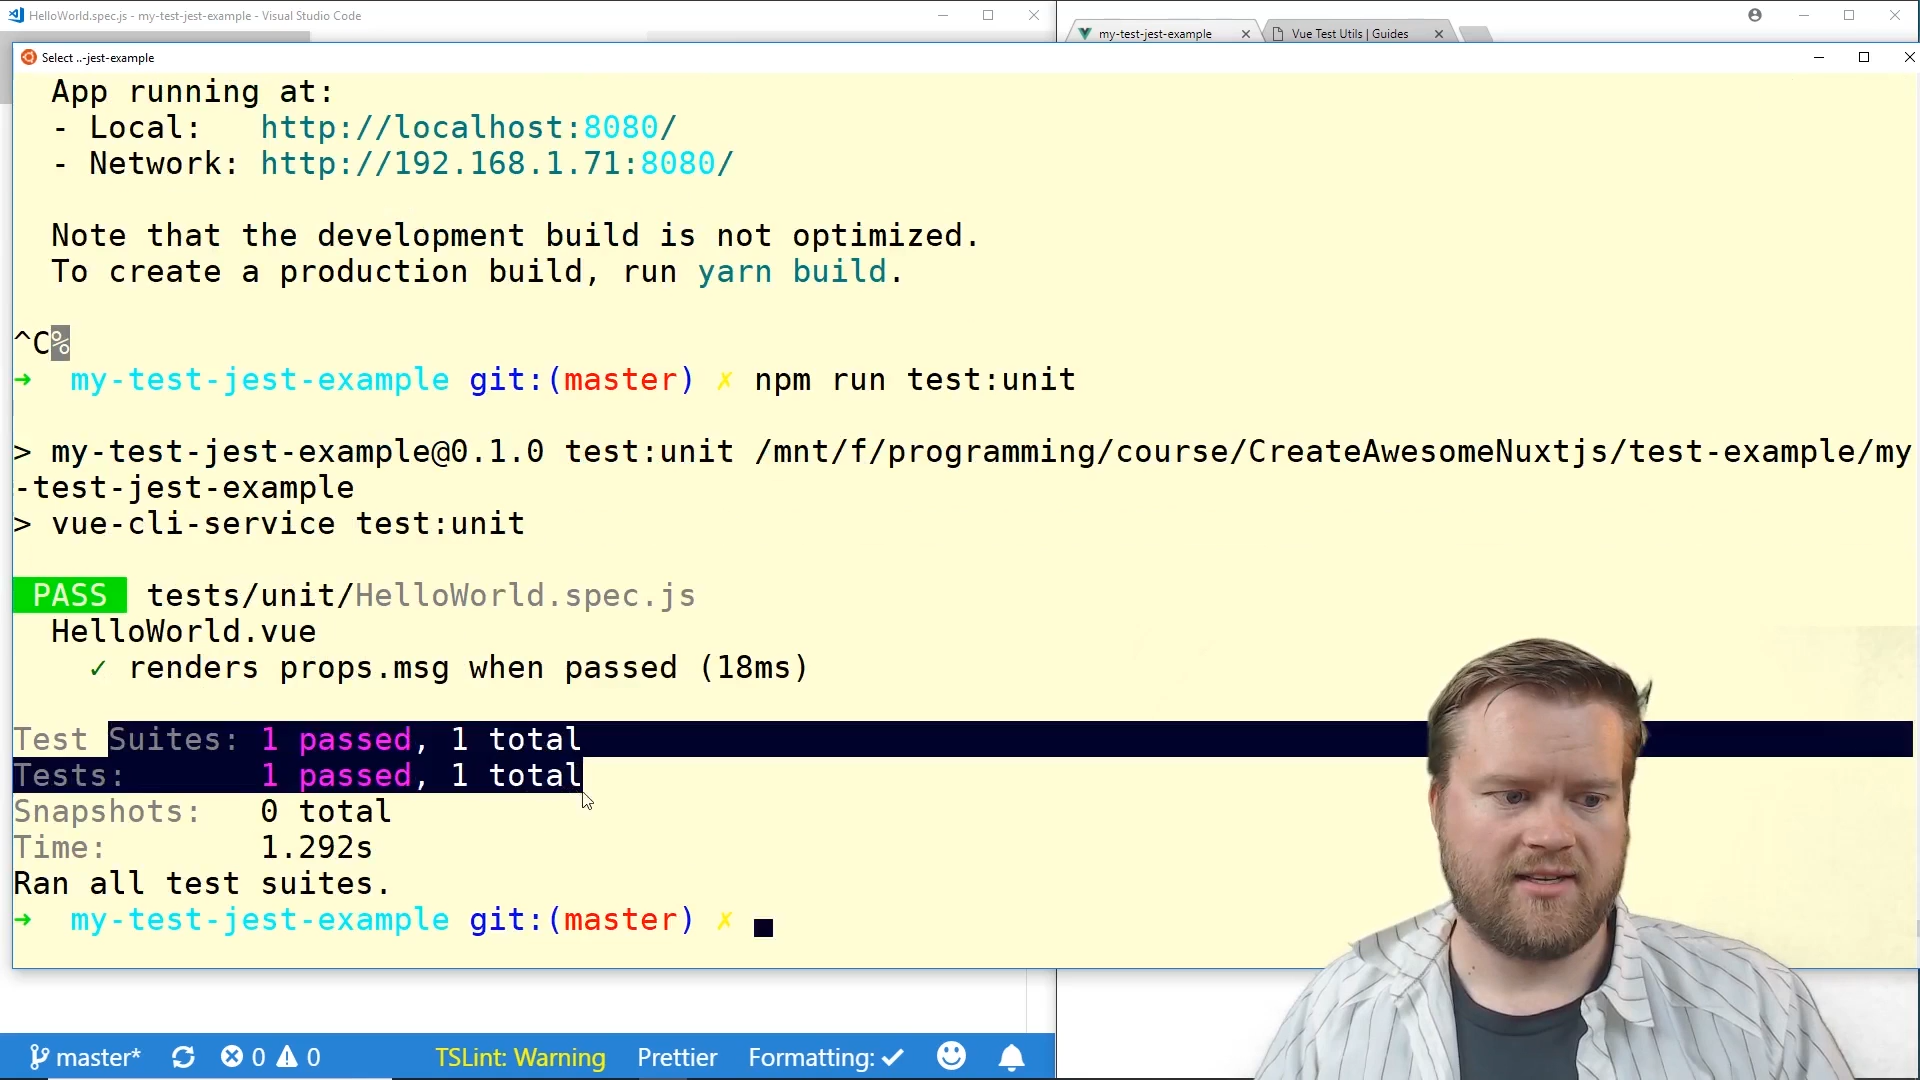 HelloWorld.spec.js - my-test-jest-example - Visual Studio Code
my-test-jest-example
Vue Test Utils | Guides
Select ..-jest-example
App running at:
- Local:   http://localhost:8080/
- Network: http://192.168.1.71:8080/
Note that the development build is not optimized.
To create a production build, run yarn build.
^C%
➜  my-test-jest-example git:(master) ✗ npm run test:unit
> my-test-jest-example@0.1.0 test:unit /mnt/f/programming/course/CreateAwesomeNuxtjs/test-example/my
-test-jest-example
> vue-cli-service test:unit
PASS  tests/unit/HelloWorld.spec.js
HelloWorld.vue
✓ renders props.msg when passed (18ms)
Test Suites: 1 passed, 1 total
Tests:       1 passed, 1 total
Snapshots:   0 total
Time:        1.292s
Ran all test suites.
➜  my-test-jest-example git:(master) ✗
master* 0 0 TSLint: Warning Prettier Formatting: ✓